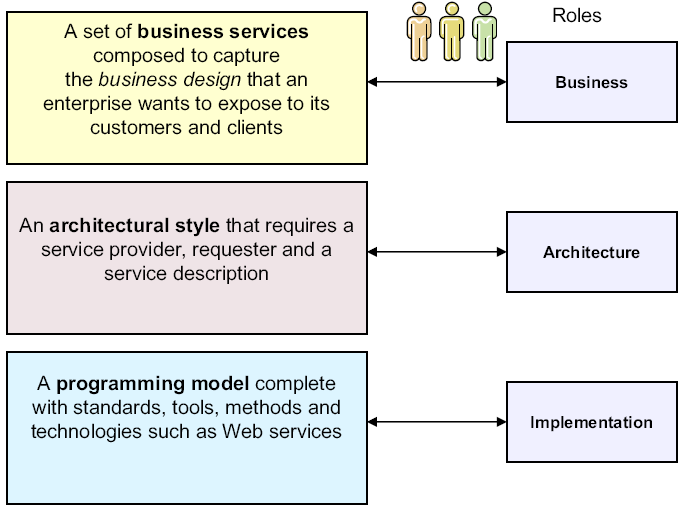 Roles
A set of business services
composed to capture
the business design that an
enterprise wants to expose to its
customers and clients
Business
An architectural style that requires a
service provider, requester and a
service description
Architecture
A programming model complete
with standards, tools, methods and
technologies such as Web services
Implementation